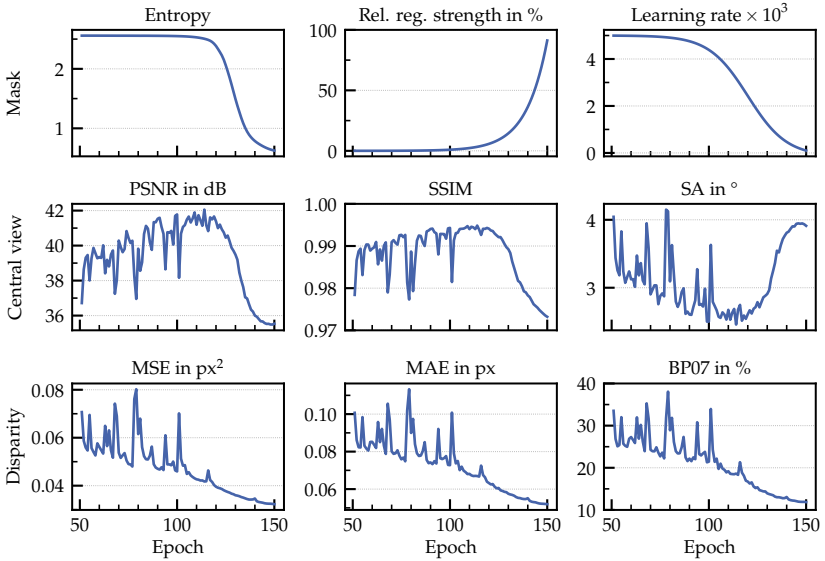 Entropy
Rel. reg. strength in %
Learning rate × 10³
Mask
2
1
100
50
0
4
2
0
PSNR in dB
SSIM
SA in °
Central view
42
40
38
36
1.00
0.99
0.98
0.97
4
3
MSE in px²
MAE in px
BP07 in %
Disparity
0.08
0.06
0.04
0.10
0.08
0.06
40
30
20
10
50 100 150
50 100 150
50 100 150
Epoch
Epoch
Epoch